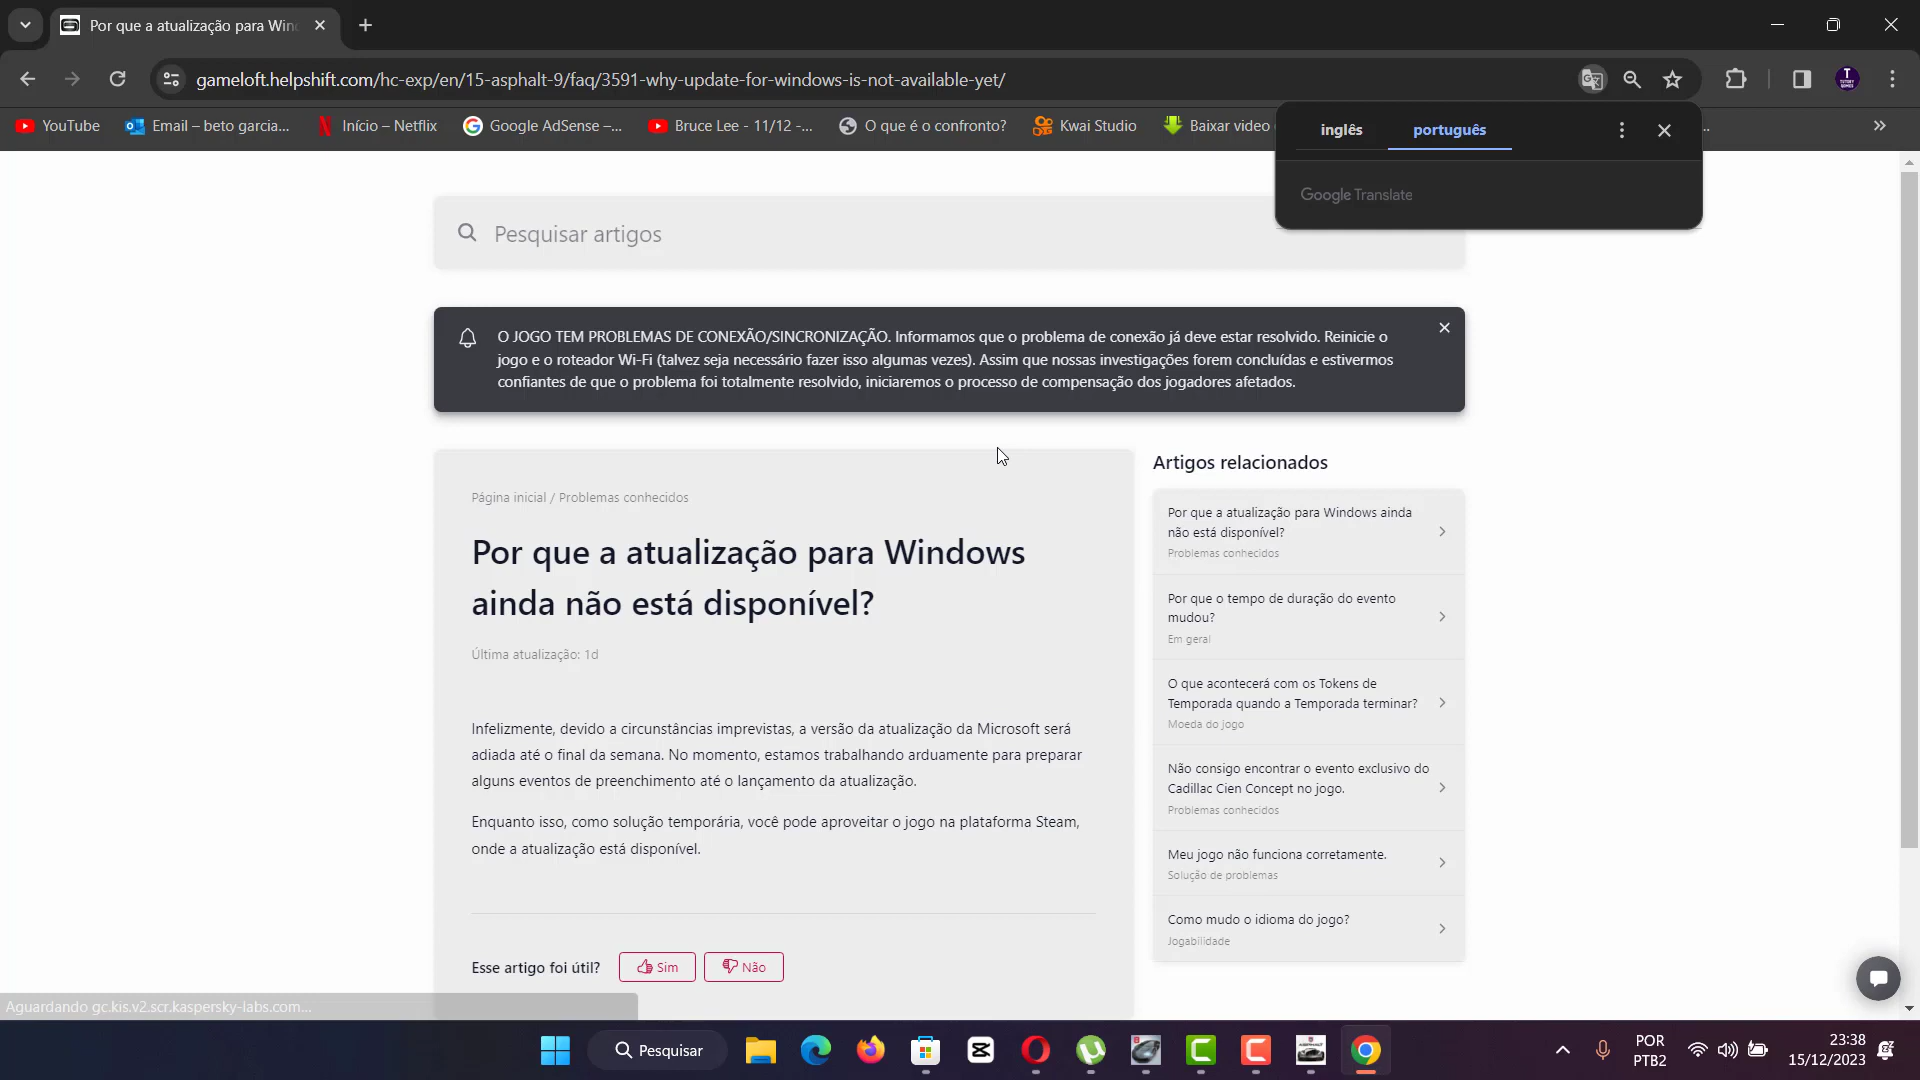 Por que a atualização para Wind
gameloft.helpshift.com/hc-exp/en/15-asphalt-9/faq/3591-why-update-for-windows-is-not-available-yet/
YouTube
Email – beto garcia...
Início – Netflix
Google AdSense –...
Bruce Lee - 11/12 -...
O que é o confronto?
Kwai Studio
Baixar video
inglês
português
Google Translate
Pesquisar artigos
O JOGO TEM PROBLEMAS DE CONEXÃO/SINCRONIZAÇÃO. Informamos que o problema de conexão já deve estar resolvido. Reinicie o
jogo e o roteador Wi-Fi (talvez seja necessário fazer isso algumas vezes). Assim que nossas investigações forem concluídas e estivermos
confiantes de que o problema foi totalmente resolvido, iniciaremos o processo de compensação dos jogadores afetados.
Página inicial / Problemas conhecidos
Por que a atualização para Windows
ainda não está disponível?
Última atualização: 1d
Infelizmente, devido a circunstâncias imprevistas, a versão da atualização da Microsoft será
adiada até o final da semana. No momento, estamos trabalhando arduamente para preparar
alguns eventos de preenchimento até o lançamento da atualização.
Enquanto isso, como solução temporária, você pode aproveitar o jogo na plataforma Steam,
onde a atualização está disponível.
Esse artigo foi útil?
Sim
Não
Artigos relacionados
Por que a atualização para Windows ainda
não está disponível?
Problemas conhecidos
Por que o tempo de duração do evento
mudou?
Em geral
O que acontecerá com os Tokens de
Temporada quando a Temporada terminar?
Moeda do jogo
Não consigo encontrar o evento exclusivo do
Cadillac Cien Concept no jogo.
Problemas conhecidos
Meu jogo não funciona corretamente.
Solução de problemas
Como mudo o idioma do jogo?
Jogabilidade
Aguardando gc.kis.v2.scr.kaspersky-labs.com...
Pesquisar
POR
PTB2
23:38
15/12/2023